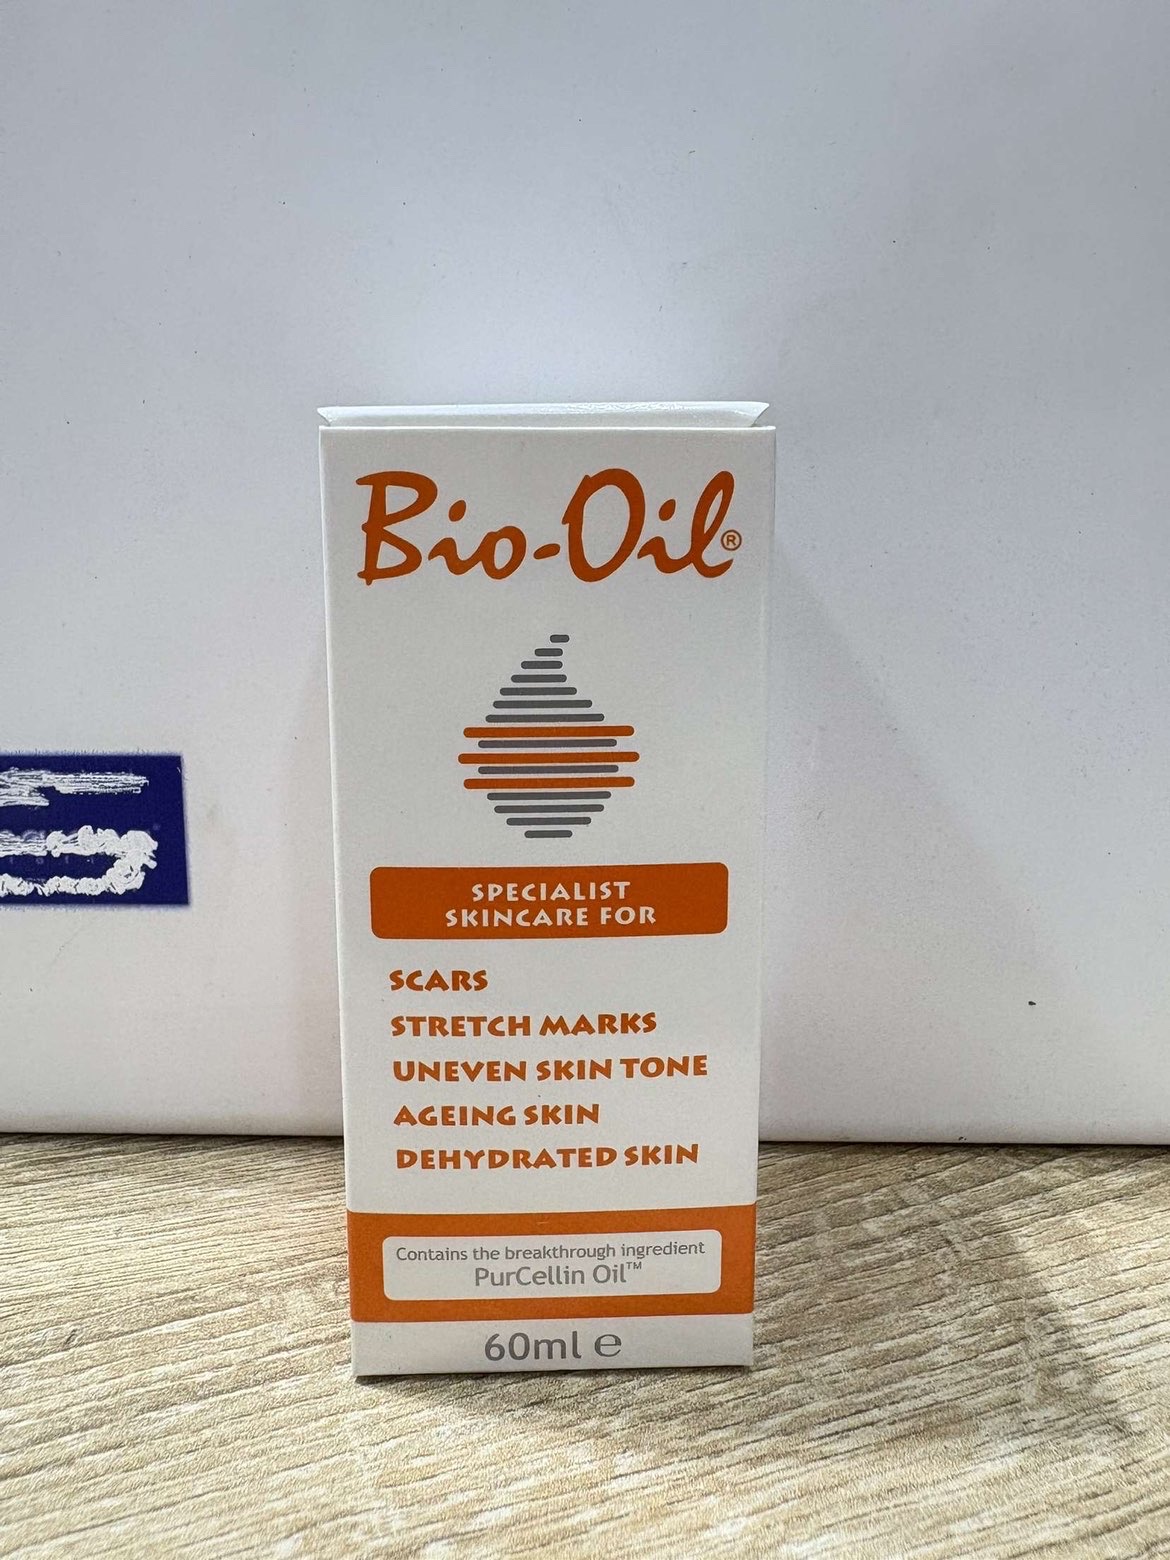 Bio-Oil®
SPECIALIST
SKINCARE FOR
SCARS
STRETCH MARKS
UNEVEN SKIN TONE
AGEING SKIN
DEHYDRATED SKIN
Contains the breakthrough ingredient
PurCellin Oil™
60ml ℮